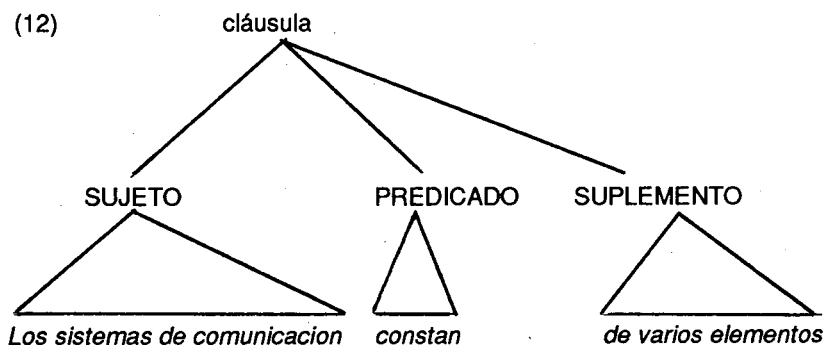 (12) cláusula
SUJETO PREDICADO SUPLEMENTO
Los sistemas de comunicacion constan de varios elementos